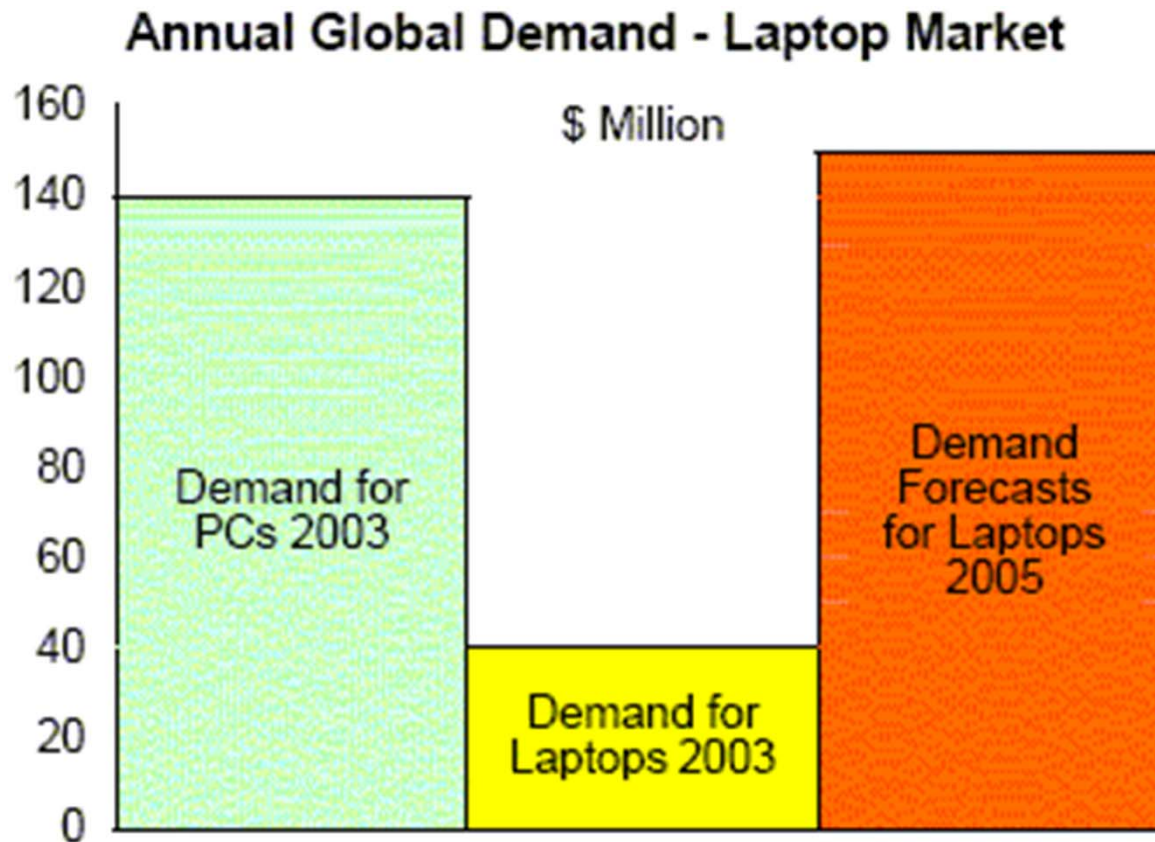 Annual Global Demand - Laptop Market
$ Million
160
140
120
100
80
60
40
20
0
Demand for
PCs 2003
Demand for
Laptops 2003
Demand
Forecasts
for Laptops
2005